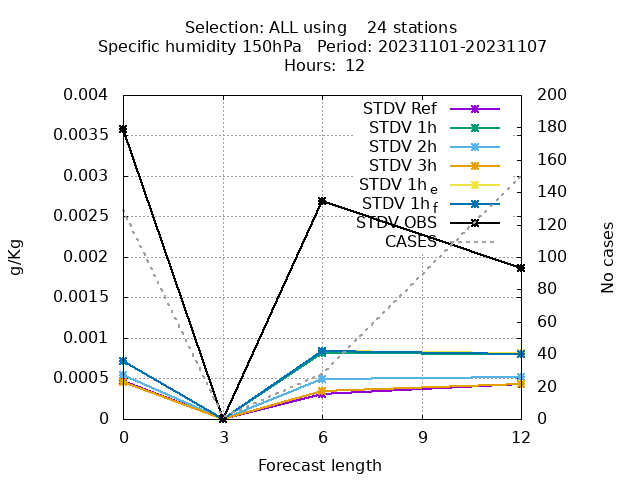 Selection: ALL using    24 stations
Specific humidity 150hPa   Period: 20231101-20231107
Hours: 12
0.004
0.0035
0.003
0.0025
0.002
0.0015
0.001
0.0005
0
g/Kg
200
180
160
140
120
100
80
60
40
20
0
No cases
STDV Ref
STDV 1h
STDV 2h
STDV 3h
STDV 1h e
STDV 1h f
STDV OBS
CASES
0 3 6 9 12
Forecast length